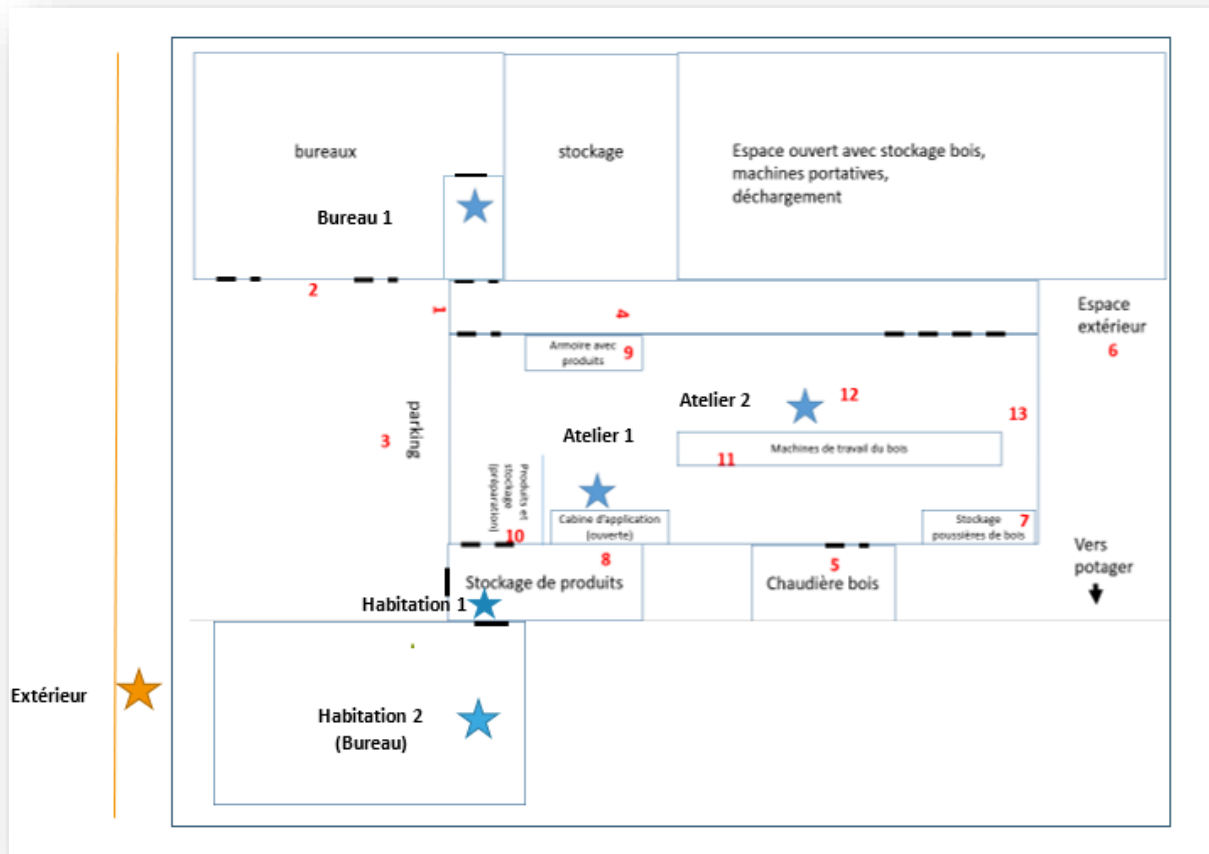 bureaux
stockage
Espace ouvert avec stockage bois,
machines portatives,
déchargement
Bureau 1
2
1
4
Espace
extérieur
6
Armoire avec
produits
9
Atelier 2
12
13
parking
3
Atelier 1
Machines de travail du bois
11
Produits et
stockage
(préparation)
10
Cabine d'application
(ouverte)
Stockage
poussières de bois
7
8
Stockage de produits
5
Chaudière bois
Vers
potager
Habitation 1
Extérieur
Habitation 2
(Bureau)